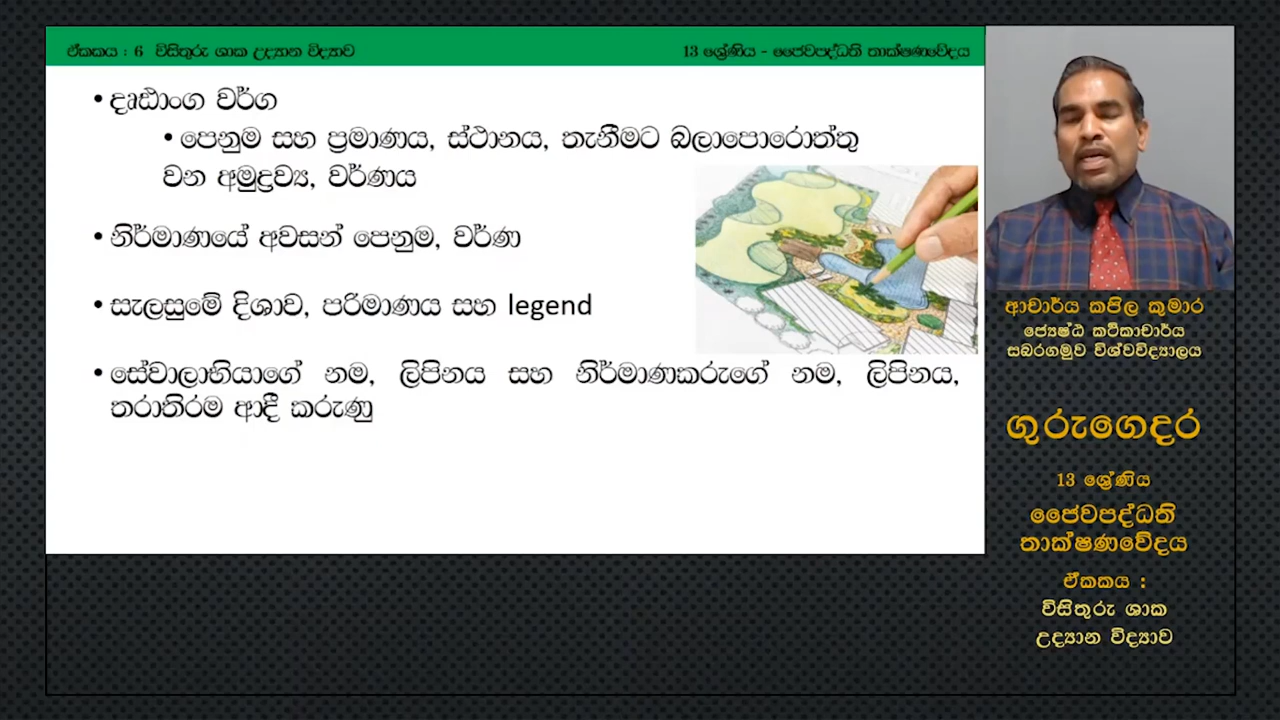 ඒකකය : 6 විසිතුරු ශාක උද්‍යාන විද්‍යාව
13 ශ්‍රේණිය - ජෛවපද්ධති තාක්ෂණවේදය
• දෘඪාංග වර්ග
• පෙනුම සහ ප්‍රමාණය, ස්ථානය, තැනීමට බලාපොරොත්තු
වන අමුද්‍රව්‍ය, වර්ණය
• නිර්මාණයේ අවසන් පෙනුම, වර්ණ
• සැලසුමේ දිශාව, පරිමාණය සහ legend
• සේවාලාභියාගේ නම, ලිපිනය සහ නිර්මාණකරුගේ නම, ලිපිනය,
තරාතිරම ආදී කරුණු
ආචාර්ය කපිල කුමාර
ජ්‍යෙෂ්ඨ කථිකාචාර්ය
සබරගමුව විශ්වවිද්‍යාලය
ගුරුගෙදර
13 ශ්‍රේණිය
ජෛවපද්ධති
තාක්ෂණවේදය
ඒකකය :
විසිතුරු ශාක
උද්‍යාන විද්‍යාව